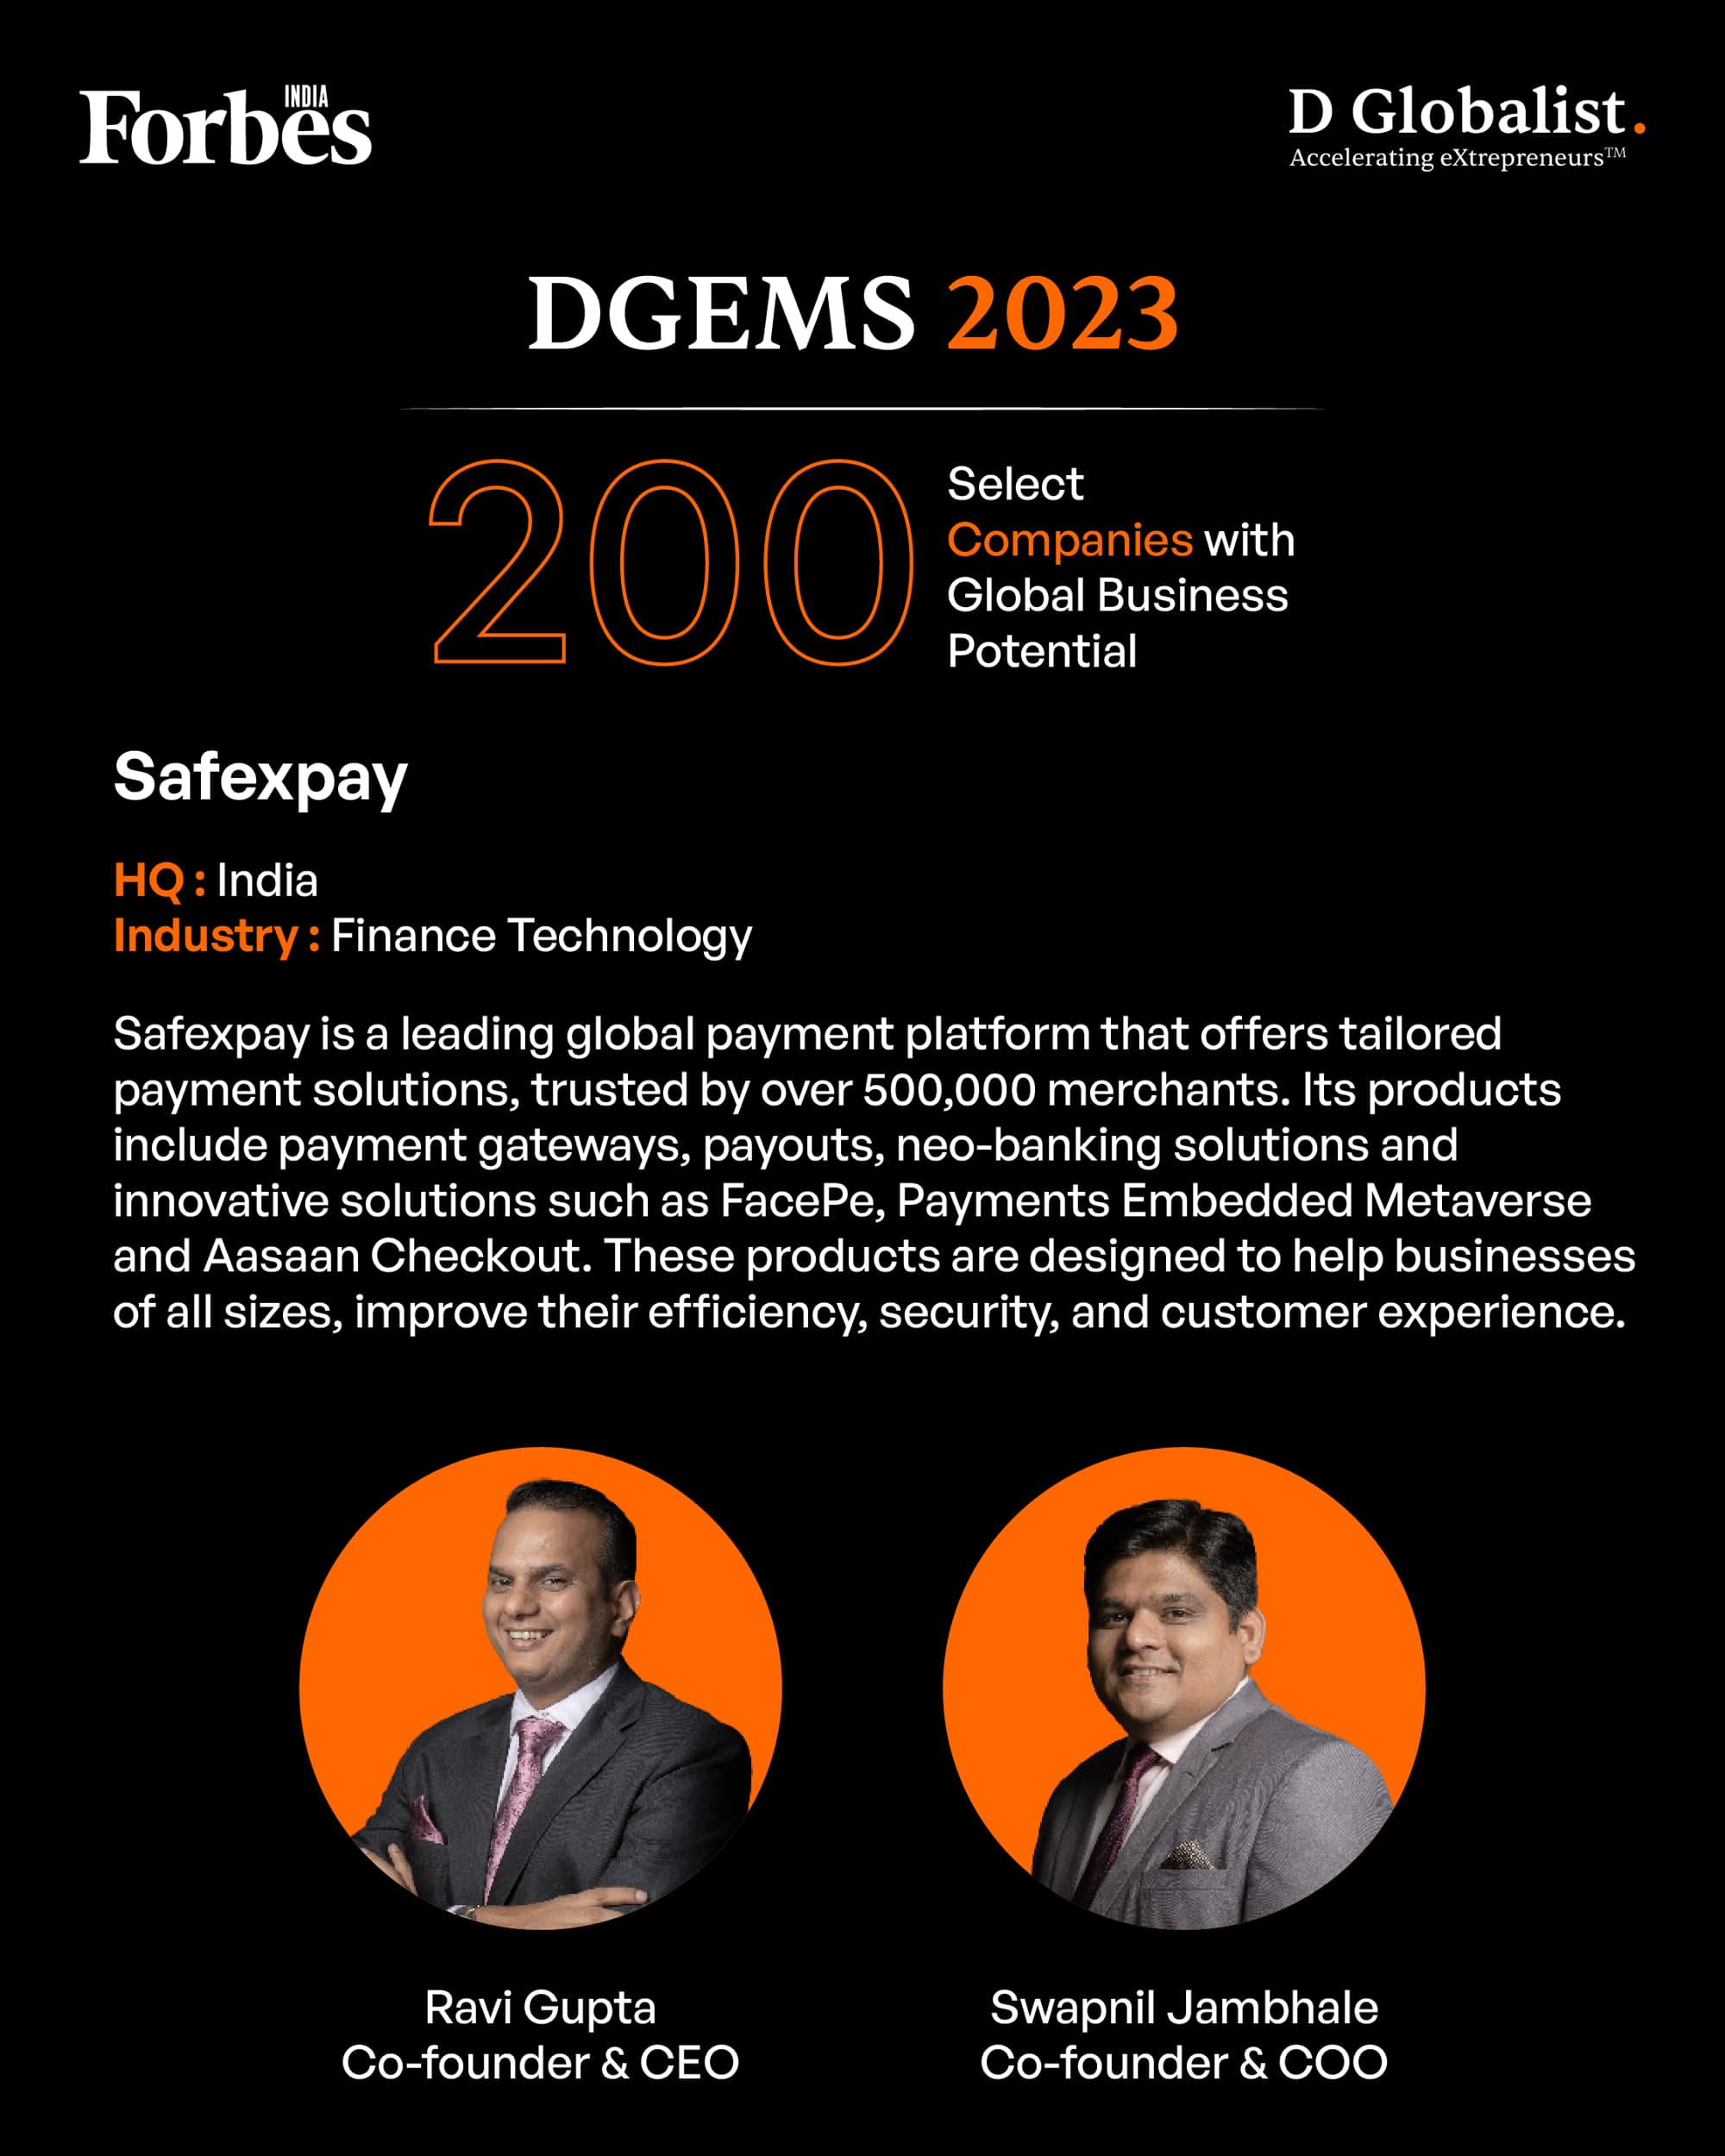 Forbes INDIA
D Globalist.
Accelerating eXtrepreneurs™
DGEMS 2023
200
Select
Companies with
Global Business
Potential
Safexpay
HQ : India
Industry : Finance Technology
Safexpay is a leading global payment platform that offers tailored
payment solutions, trusted by over 500,000 merchants. Its products
include payment gateways, payouts, neo-banking solutions and
innovative solutions such as FacePe, Payments Embedded Metaverse
and Aasaan Checkout. These products are designed to help businesses
of all sizes, improve their efficiency, security, and customer experience.
Ravi Gupta
Co-founder & CEO
Swapnil Jambhale
Co-founder & COO